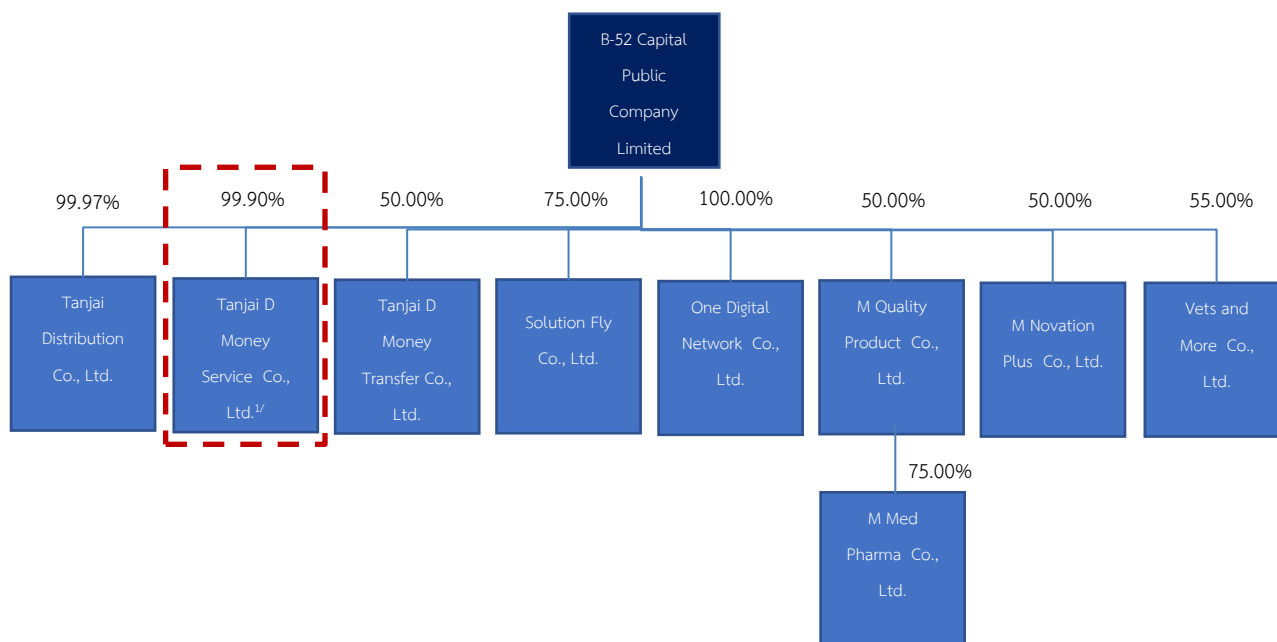 B-52 Capital
Public
Company
Limited
99.97%
99.90%
50.00%
75.00%
100.00%
50.00%
50.00%
55.00%
Tanjai
Distribution
Co., Ltd.
Tanjai D
Money
Service Co.,
Ltd.1/
Tanjai D
Money
Transfer Co.,
Ltd.
Solution Fly
Co., Ltd.
One Digital
Network Co.,
Ltd.
M Quality
Product Co.,
Ltd.
M Novation
Plus Co., Ltd.
Vets and
More Co.,
Ltd.
75.00%
M Med
Pharma Co.,
Ltd.